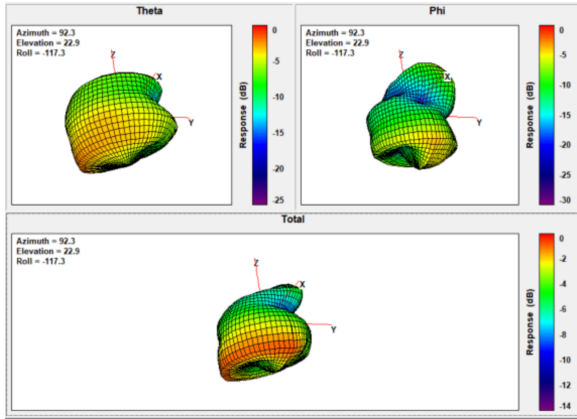 Theta
Azimuth = 92.3
Elevation = 22.9
Roll = -117.3
Z
X
Y
0
-5
-10
-15
-20
-25
Response (dB)
Phi
Azimuth = 92.3
Elevation = 22.9
Roll = -117.3
Z
X
Y
0
-5
-10
-15
-20
-25
-30
Response (dB)
Total
Azimuth = 92.3
Elevation = 22.9
Roll = -117.3
Z
X
Y
0
-2
-4
-6
-8
-10
-12
-14
Response (dB)